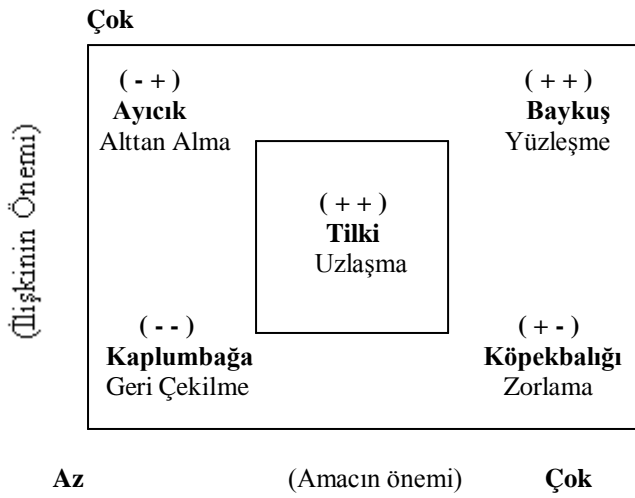 Çok
( - + )
Ayıcık
Alttan Alma
( + + )
Baykuş
Yüzleşme
(İlişkinin Önemi)
( + + )
Tilki
Uzlaşma
( - - )
Kaplumbağa
Geri Çekilme
( + - )
Köpekbalığı
Zorlama
Az (Amacın önemi) Çok